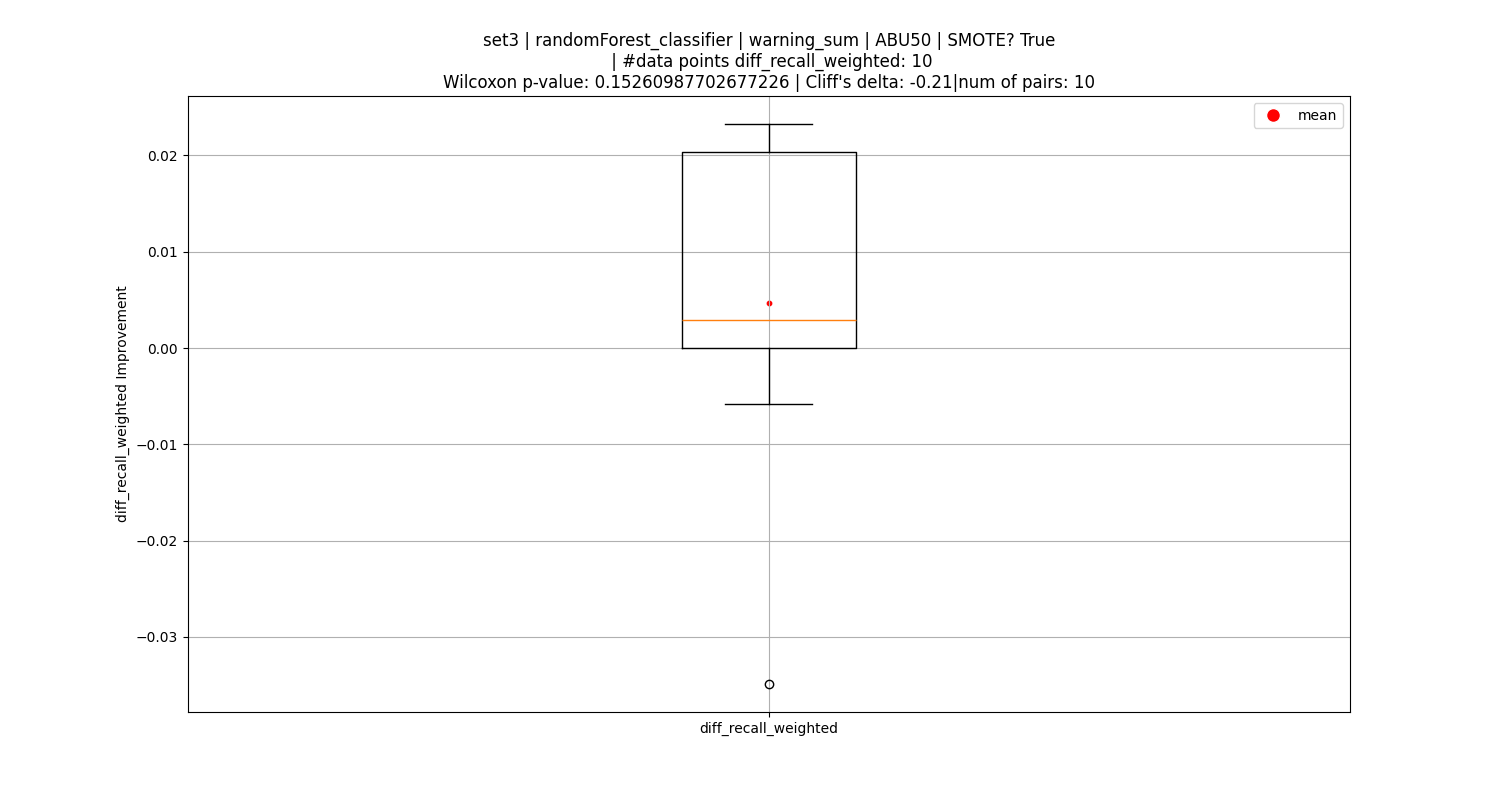 set3 | randomForest_classifier | warning_sum | ABU50 | SMOTE? True
| #data points diff_recall_weighted: 10
Wilcoxon p-value: 0.15260987702677226 | Cliff's delta: -0.21|num of pairs: 10
mean
0.02
0.01
0.00
−0.01
−0.02
−0.03
diff_recall_weighted Improvement
diff_recall_weighted